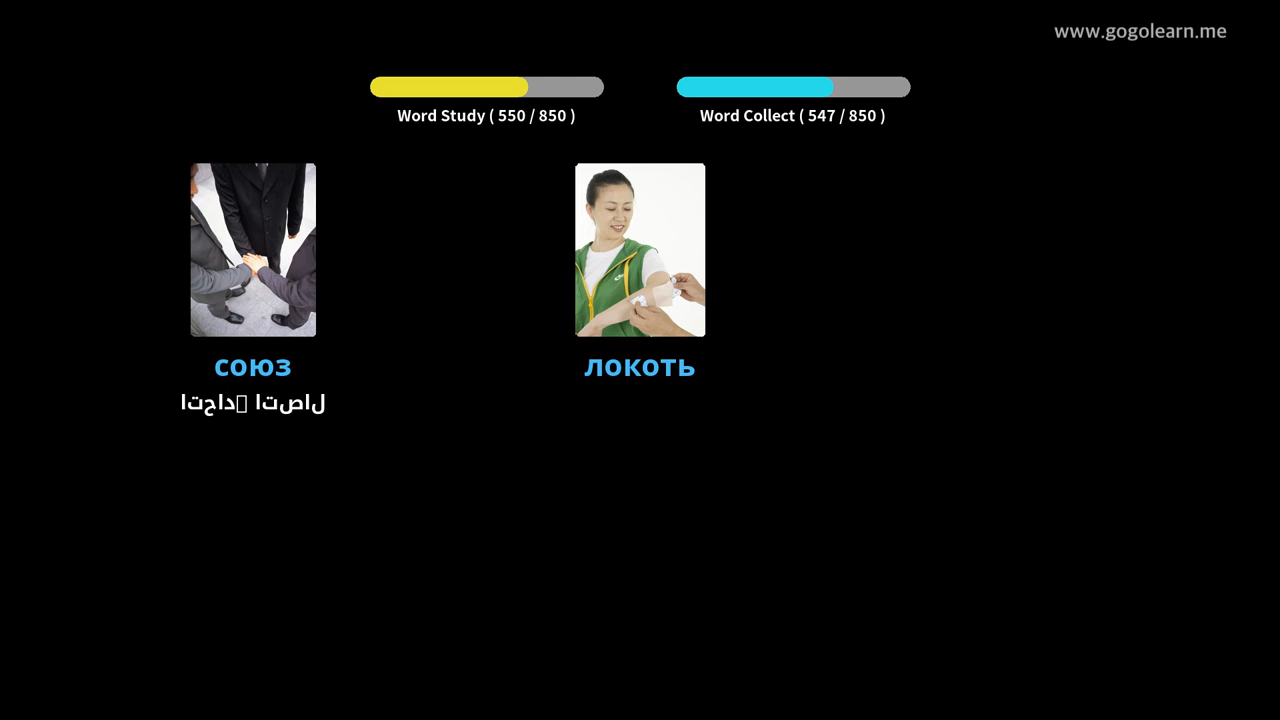 www.gogolearn.me
Word Study ( 550 / 850 )
Word Collect ( 547 / 850 )
союз
локоть
اتحاد اتصال